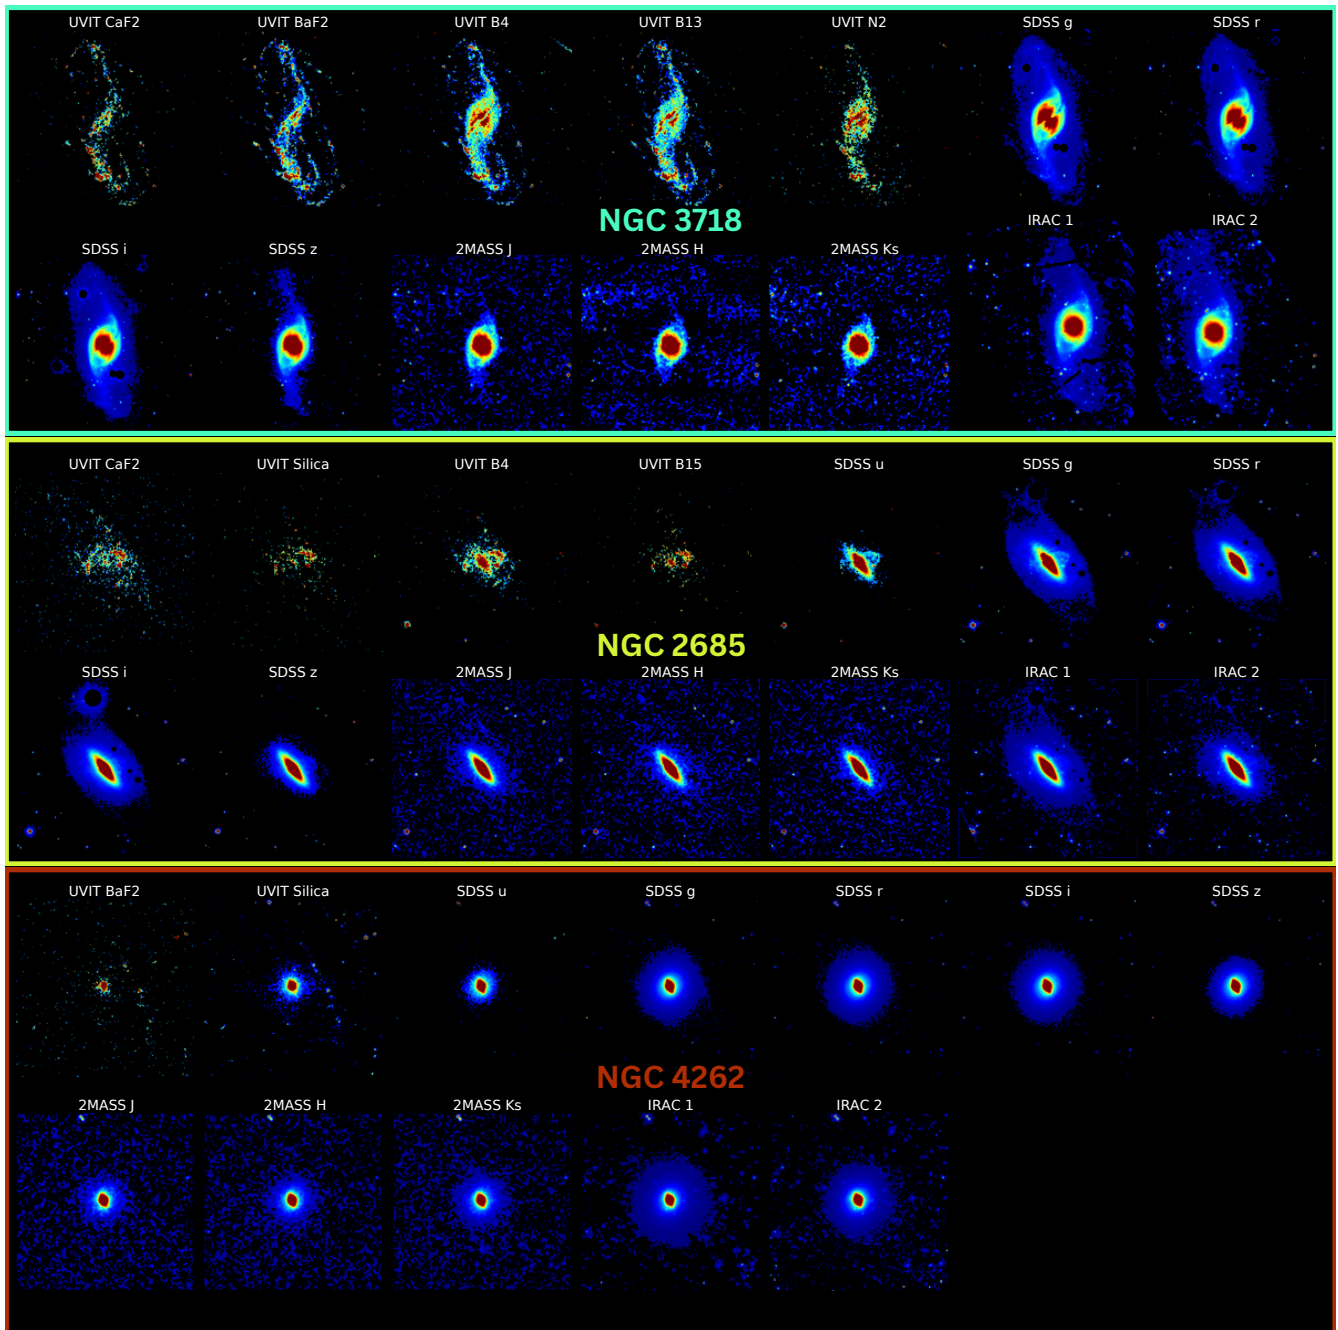 UVIT CaF2 UVIT BaF2 UVIT B4 UVIT B13 UVIT N2 SDSS g SDSS r
NGC 3718
IRAC 1 IRAC 2
SDSS i SDSS z 2MASS J 2MASS H 2MASS Ks
UVIT CaF2 UVIT Silica UVIT B4 UVIT B15 SDSS u SDSS g SDSS r
NGC 2685
SDSS i SDSS z 2MASS J 2MASS H 2MASS Ks IRAC 1 IRAC 2
UVIT BaF2 UVIT Silica SDSS u SDSS g SDSS r SDSS i SDSS z
NGC 4262
2MASS J 2MASS H 2MASS Ks IRAC 1 IRAC 2